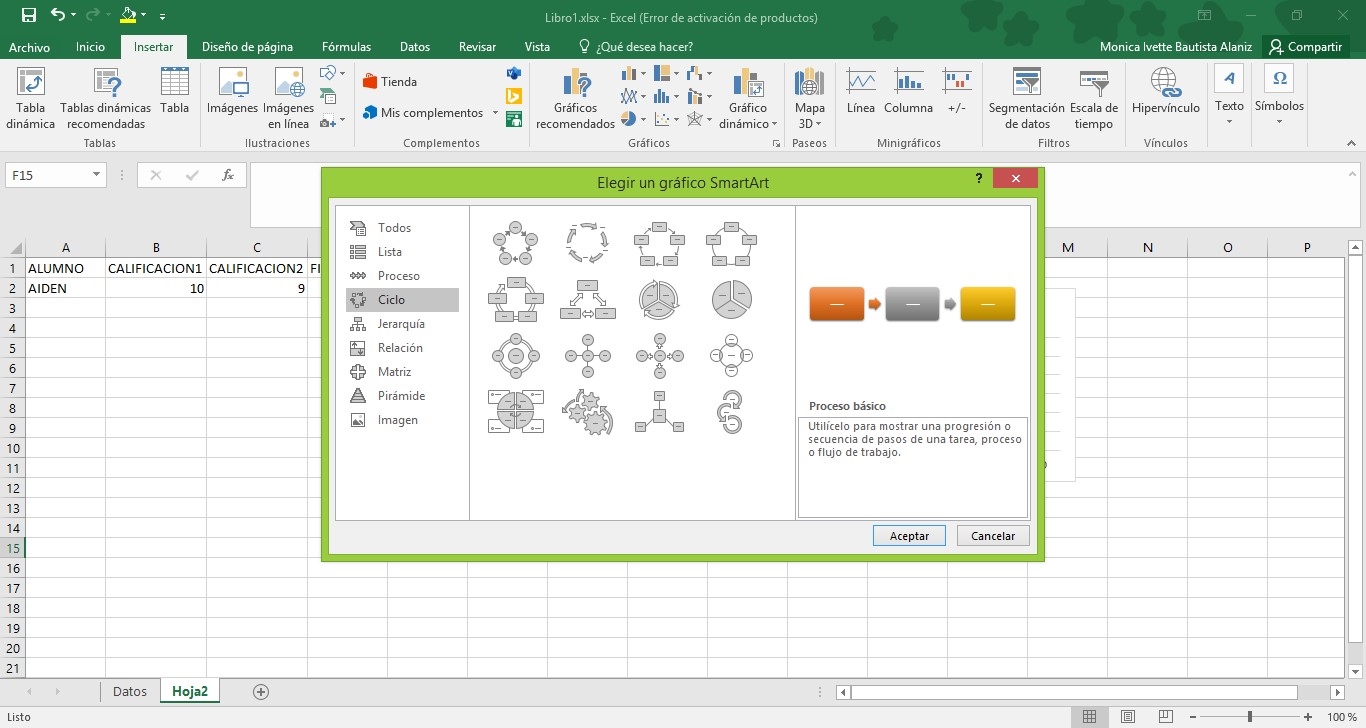 Libro1.xlsx - Excel (Error de activación de productos)
Archivo Inicio Insertar Diseño de página Fórmulas Datos Revisar Vista ¿Qué desea hacer? Monica Ivette Bautista Alaniz Compartir
Tabla dinámica
Tablas dinámicas recomendadas
Tabla
Tablas
Imágenes
Imágenes en línea
Ilustraciones
Tienda
Mis complementos
Complementos
Gráficos recomendados
Gráfico dinámico
Gráficos
Mapa 3D
Paseos
Línea
Columna
+/-
Minigráficos
Segmentación de datos
Escala de tiempo
Filtros
Hipervínculo
Vínculos
Texto
Símbolos
F15
fx
Elegir un gráfico SmartArt
?
Todos
Lista
Proceso
Ciclo
Jerarquía
Relación
Matriz
Pirámide
Imagen
Proceso básico
Utilícelo para mostrar una progresión o
secuencia de pasos de una tarea, proceso
o flujo de trabajo.
Aceptar Cancelar
A B C M N O P
1 ALUMNO CALIFICACION1 CALIFICACION2
2 AIDEN 10 9
3
4
5
6
7
8
9
10
11
12
13
14
15
16
17
18
19
20
21
Datos Hoja2
Listo
100 %